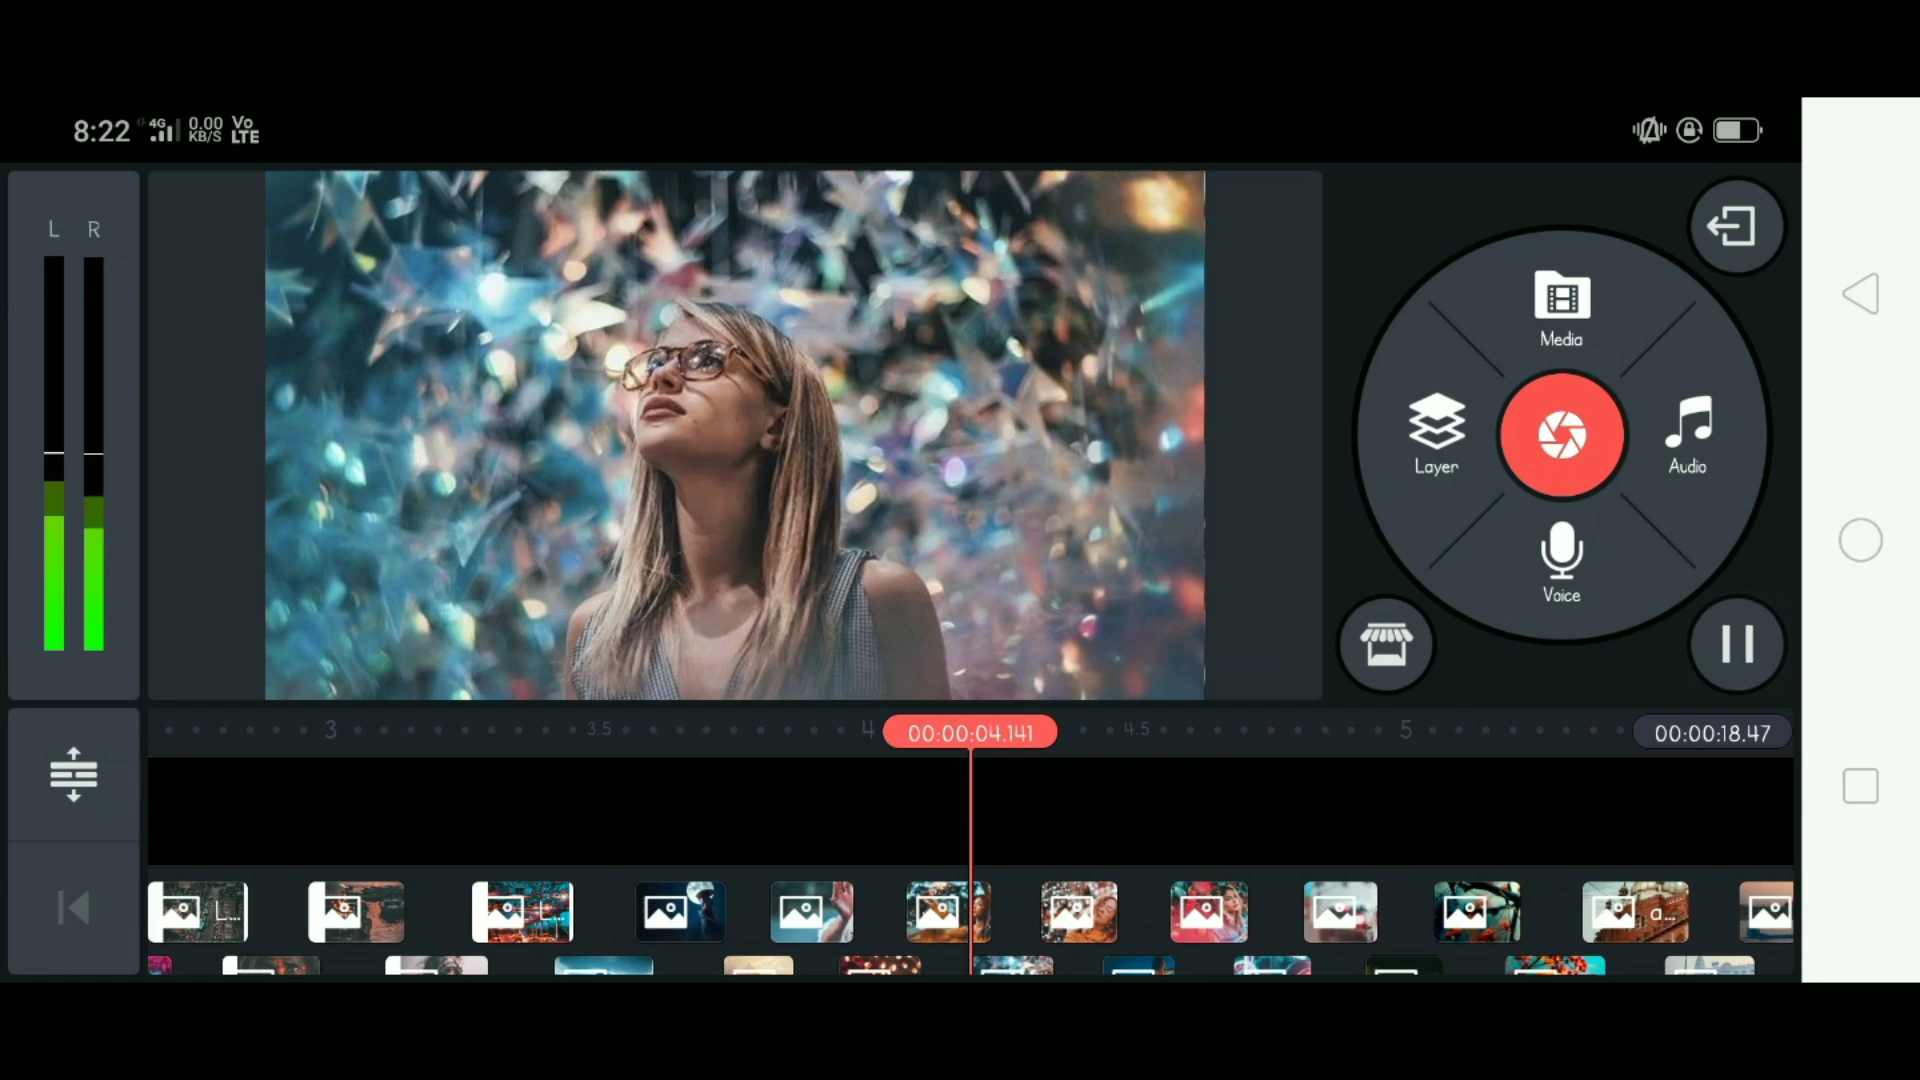 8:22 4G 0.00 KB/S Vo LTE
L R
Media
Layer
Audio
Voice
3 3.5 4 00:00:04.141 4.5 5 00:00:18.47
L...
L...
a...